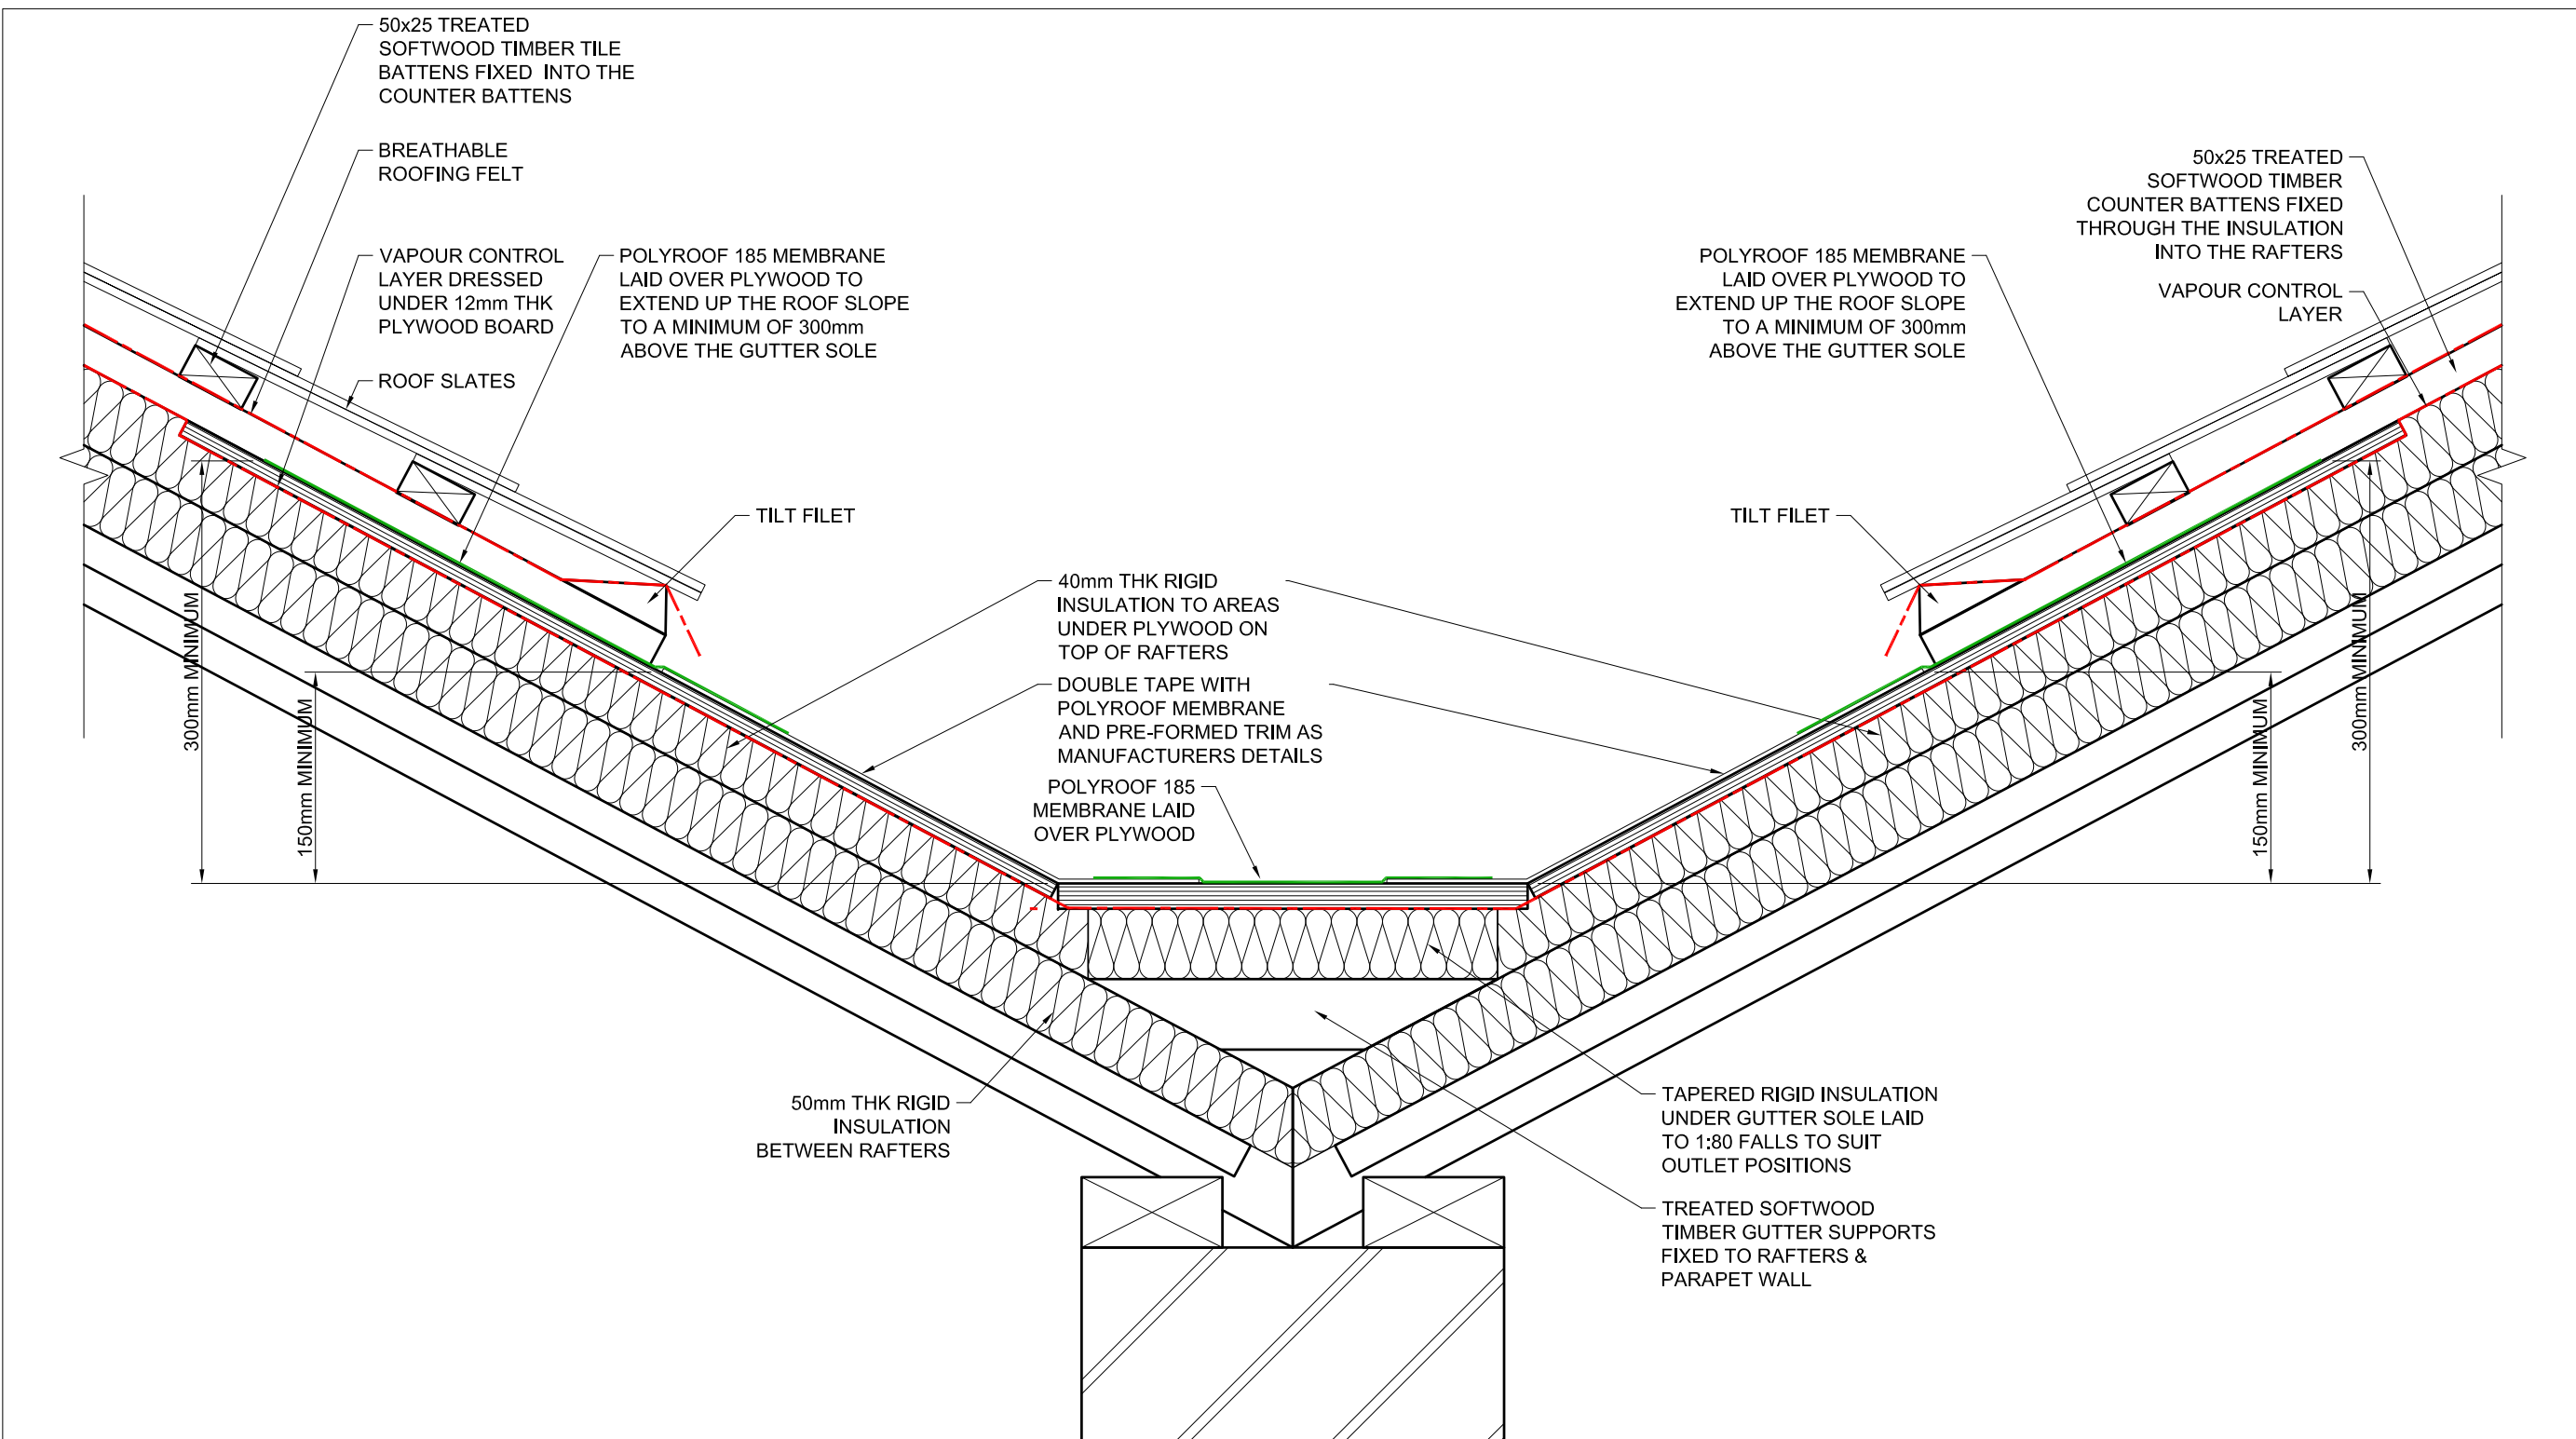 50x25 TREATED
SOFTWOOD TIMBER TILE
BATTENS FIXED INTO THE
COUNTER BATTENS
BREATHABLE
ROOFING FELT
VAPOUR CONTROL
LAYER DRESSED
UNDER 12mm THK
PLYWOOD BOARD
ROOF SLATES
POLYROOF 185 MEMBRANE
LAID OVER PLYWOOD TO
EXTEND UP THE ROOF SLOPE
TO A MINIMUM OF 300mm
ABOVE THE GUTTER SOLE
TILT FILET
50x25 TREATED
SOFTWOOD TIMBER
COUNTER BATTENS FIXED
THROUGH THE INSULATION
INTO THE RAFTERS
VAPOUR CONTROL
LAYER
POLYROOF 185 MEMBRANE
LAID OVER PLYWOOD TO
EXTEND UP THE ROOF SLOPE
TO A MINIMUM OF 300mm
ABOVE THE GUTTER SOLE
TILT FILET
40mm THK RIGID
INSULATION TO AREAS
UNDER PLYWOOD ON
TOP OF RAFTERS
DOUBLE TAPE WITH
POLYROOF MEMBRANE
AND PRE-FORMED TRIM AS
MANUFACTURERS DETAILS
POLYROOF 185
MEMBRANE LAID
OVER PLYWOOD
300mm MINIMUM
150mm MINIMUM
150mm MINIMUM
300mm MINIMUM
50mm THK RIGID
INSULATION
BETWEEN RAFTERS
TAPERED RIGID INSULATION
UNDER GUTTER SOLE LAID
TO 1:80 FALLS TO SUIT
OUTLET POSITIONS
TREATED SOFTWOOD
TIMBER GUTTER SUPPORTS
FIXED TO RAFTERS &
PARAPET WALL